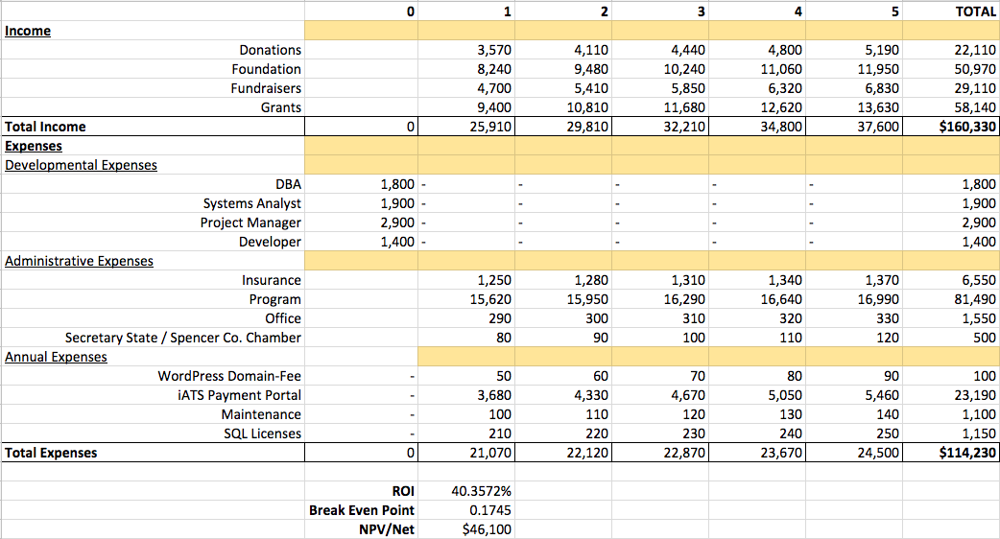 0 1 2 3 4 5 TOTAL
Income
Donations 3,570 4,110 4,440 4,800 5,190 22,110
Foundation 8,240 9,480 10,240 11,060 11,950 50,970
Fundraisers 4,700 5,410 5,850 6,320 6,830 29,110
Grants 9,400 10,810 11,680 12,620 13,630 58,140
Total Income 0 25,910 29,810 32,210 34,800 37,600 $160,330
Expenses
Developmental Expenses
DBA 1,800 - - - - - 1,800
Systems Analyst 1,900 - - - - - 1,900
Project Manager 2,900 - - - - - 2,900
Developer 1,400 - - - - - 1,400
Administrative Expenses
Insurance 1,250 1,280 1,310 1,340 1,370 6,550
Program 15,620 15,950 16,290 16,640 16,990 81,490
Office 290 300 310 320 330 1,550
Secretary State / Spencer Co. Chamber 80 90 100 110 120 500
Annual Expenses
WordPress Domain-Fee - 50 60 70 80 90 100
iATS Payment Portal - 3,680 4,330 4,670 5,050 5,460 23,190
Maintenance - 100 110 120 130 140 1,100
SQL Licenses - 210 220 230 240 250 1,150
Total Expenses 0 21,070 22,120 22,870 23,670 24,500 $114,230
ROI 40.3572%
Break Even Point 0.1745
NPV/Net $46,100